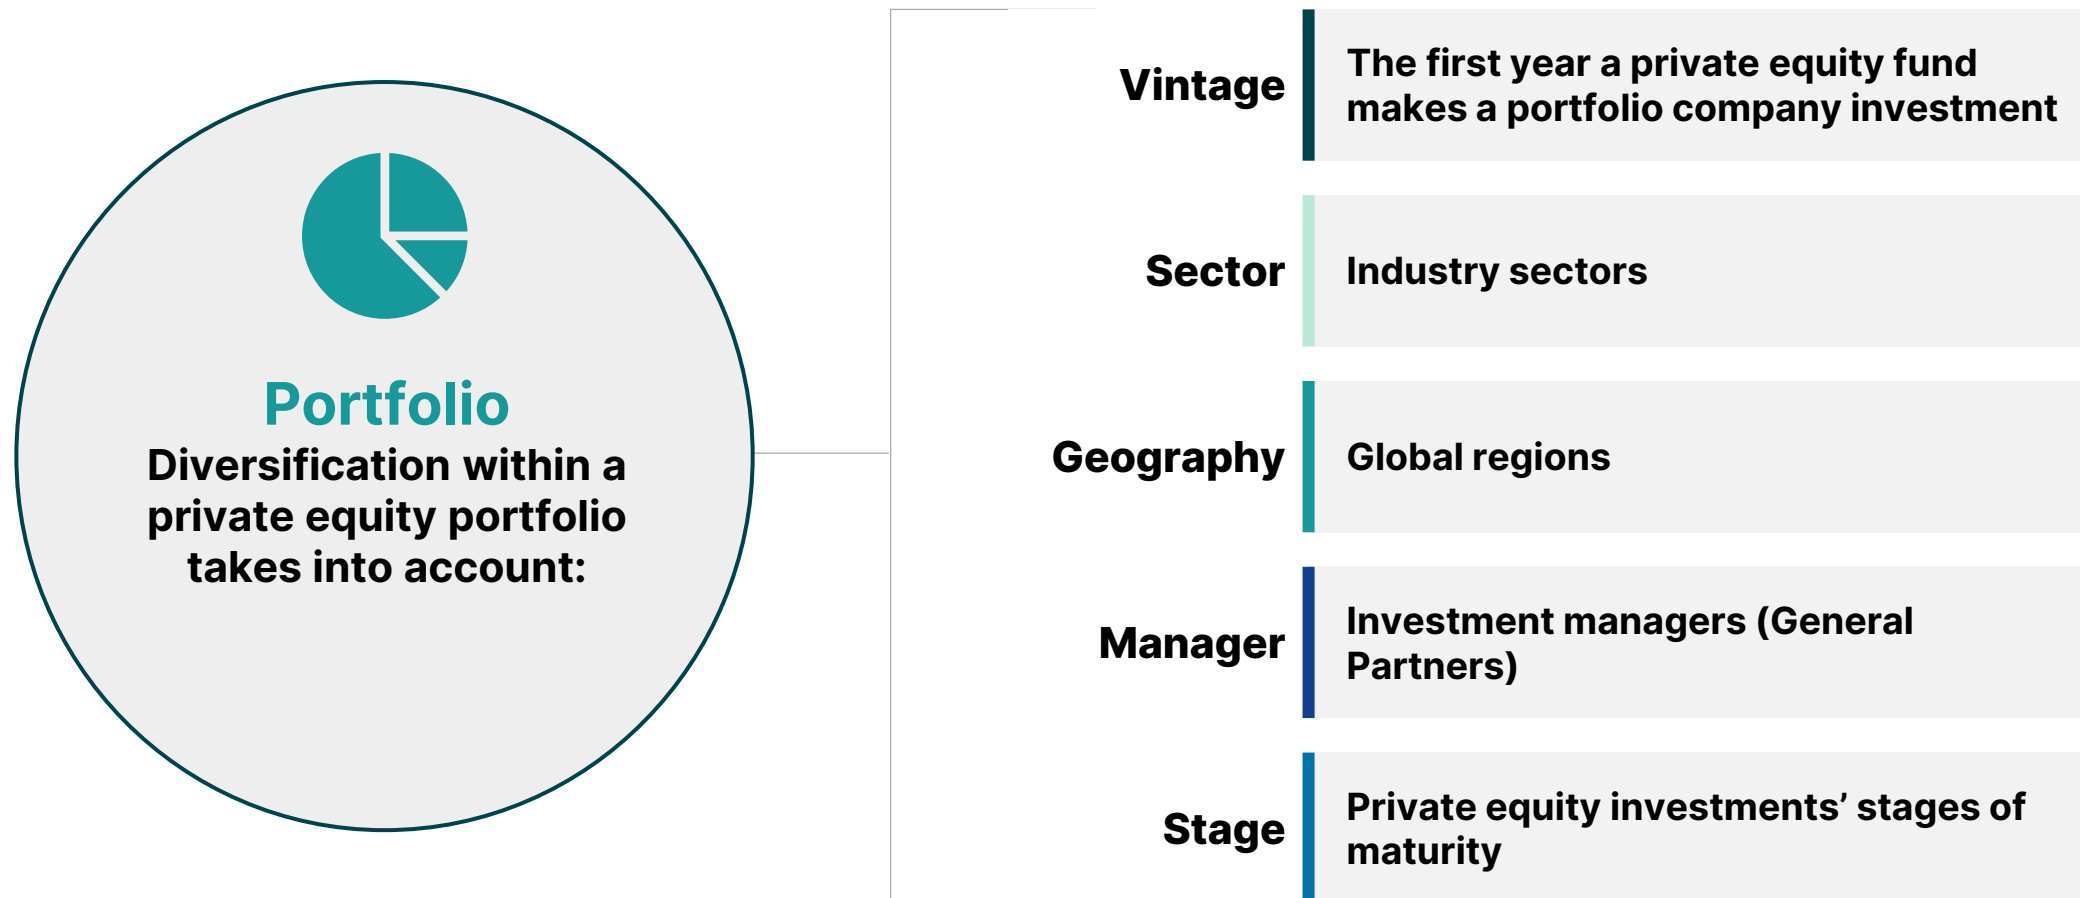 Portfolio
Diversification within a
private equity portfolio
takes into account:
Vintage
The first year a private equity fund
makes a portfolio company investment
Sector
Industry sectors
Geography
Global regions
Manager
Investment managers (General
Partners)
Stage
Private equity investments’ stages of
maturity